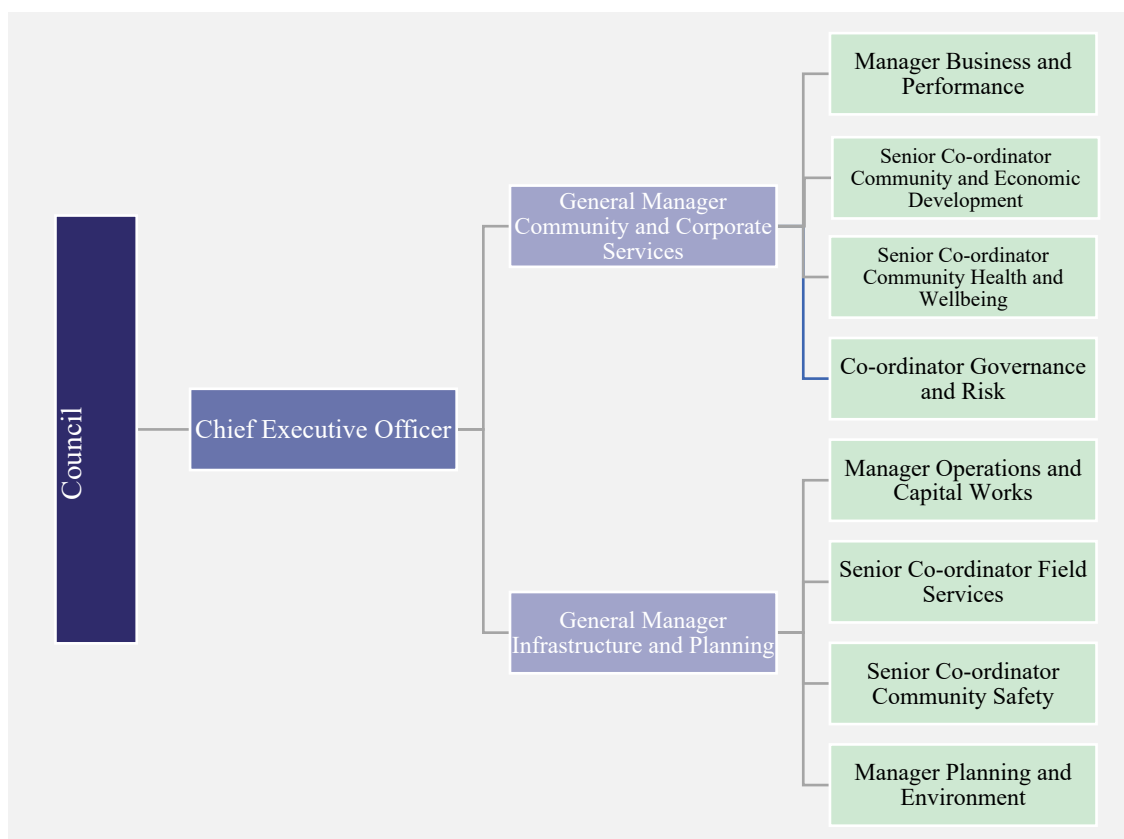 Council
Chief Executive Officer
General Manager
Community and Corporate
Services
Manager Business and
Performance
Senior Co-ordinator
Community and Economic
Development
Senior Co-ordinator
Community Health and
Wellbeing
Co-ordinator Governance
and Risk
General Manager
Infrastructure and Planning
Manager Operations and
Capital Works
Senior Co-ordinator Field
Services
Senior Co-ordinator
Community Safety
Manager Planning and
Environment